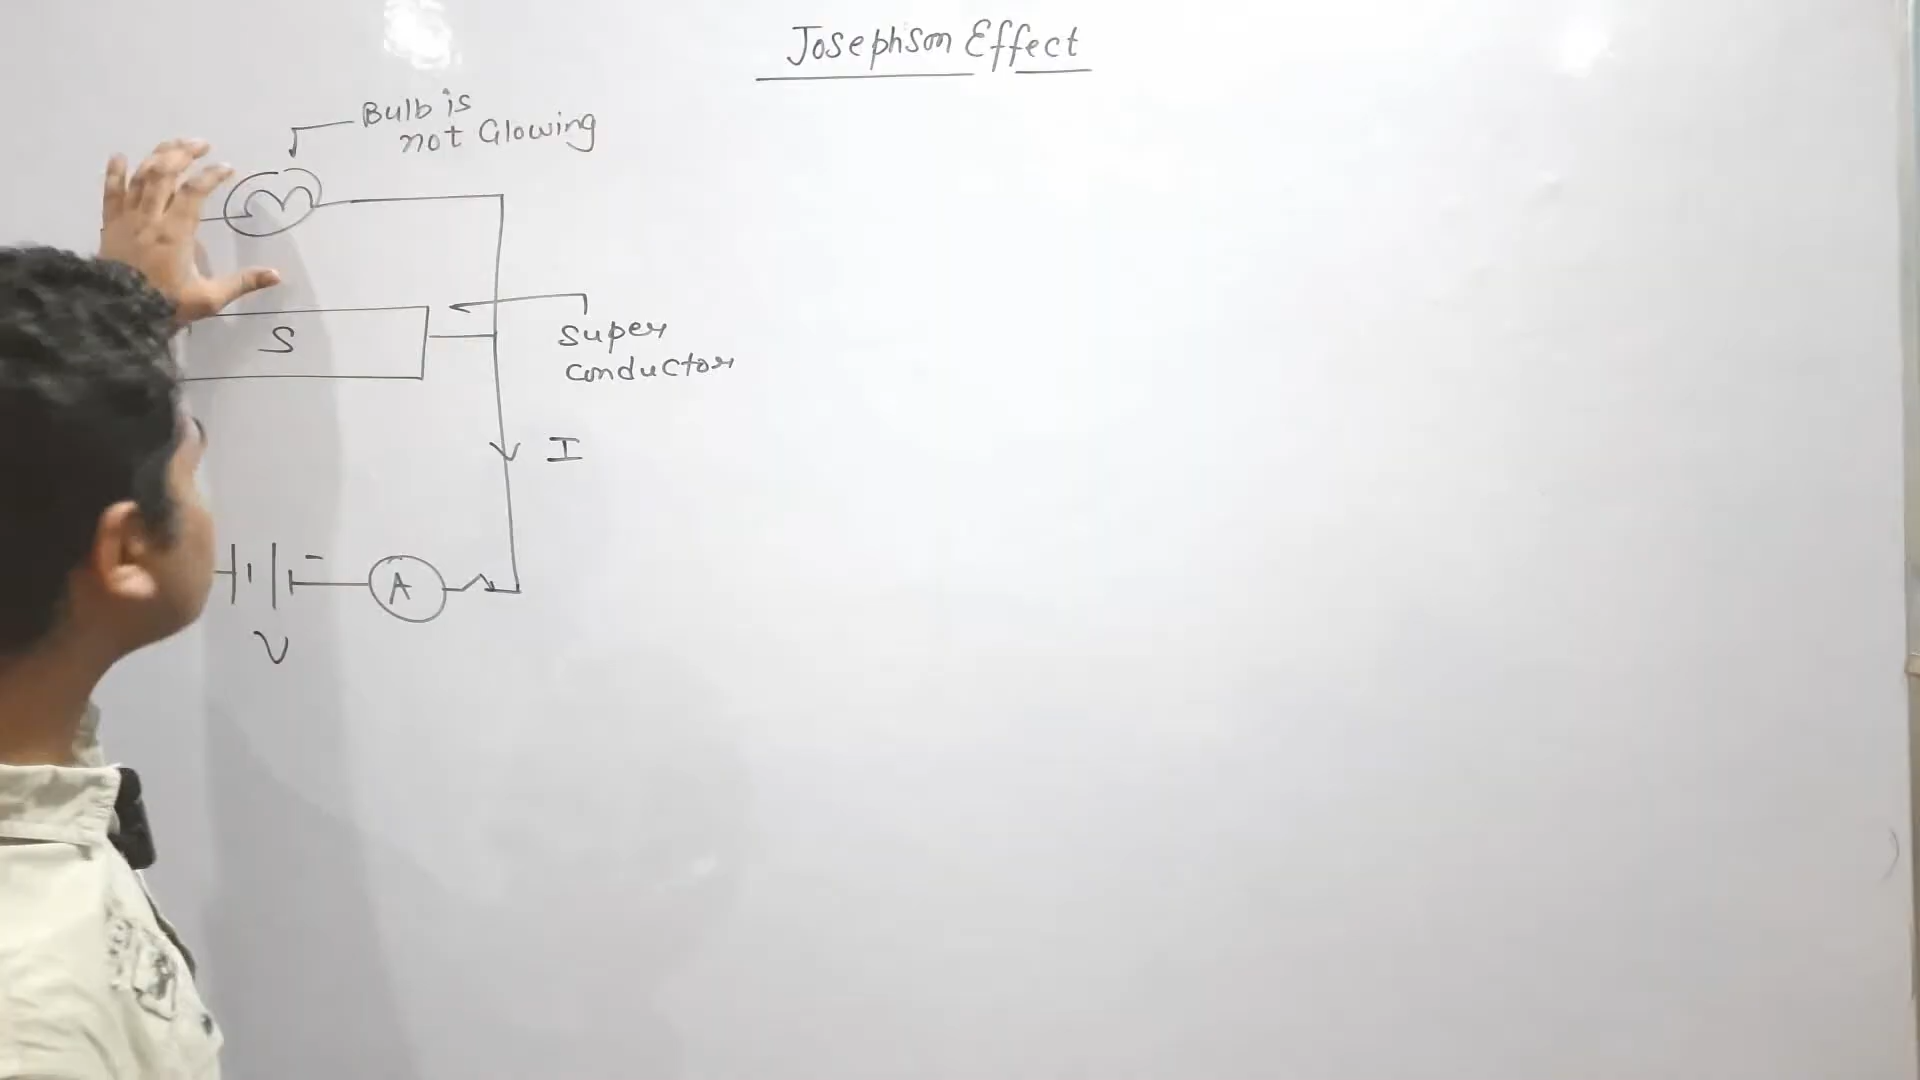 Josephson Effect
Bulb is
not Glowing
S
Super
conductor
I
A
V